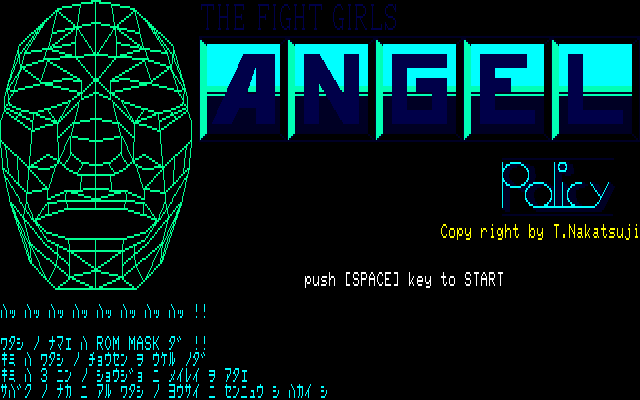 THE FIGHT GIRLS
ANGEL
Policy
Copy right by T.Nakatsuji
push [SPACE] key to START
ハッ ハッ ハッ ハッ ハッ ハッ ハッ ハッ !!
ワタシ ノ ナマエ ハ ROM MASK ダ !!
キミ ハ ワタシ ノ チョウセン ヲ ウケル ノダ
キミ ハ 3 ニン ノ ショウジョ ニ メイレイ ヲ アタエ
サバク ノ ナカ ニ アル ワタシ ノ ヨウサイ ニ センニュウ シ ハカイ シ